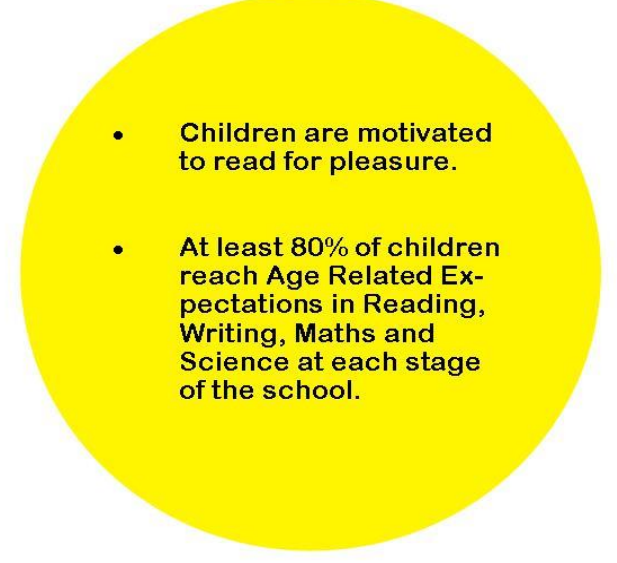 • Children are motivated
to read for pleasure.
• At least 80% of children
reach Age Related Ex-
pectations in Reading,
Writing, Maths and
Science at each stage
of the school.